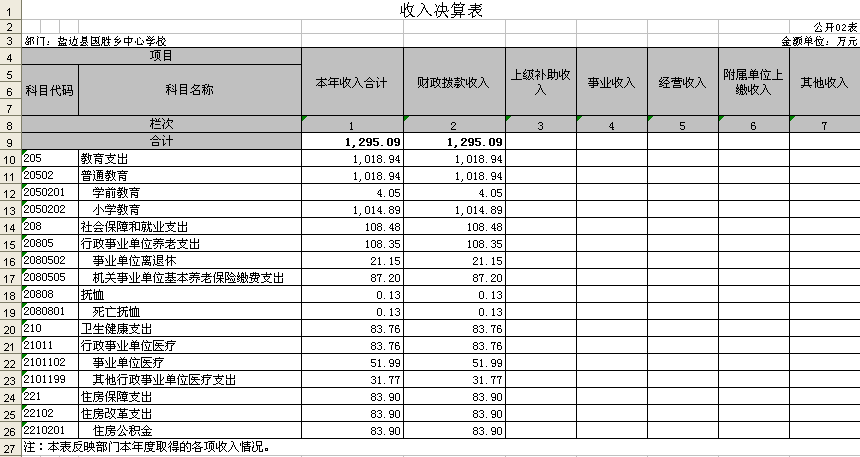 收入决算表
公开02表
部门：盐边县国胜乡中心学校 金额单位：万元
项目 本年收入合计 财政拨款收入 上级补助收入 事业收入 经营收入 附属单位上缴收入 其他收入
科目代码 科目名称
栏次 1 2 3 4 5 6 7
合计 1,295.09 1,295.09
205 教育支出 1,018.94 1,018.94
20502 普通教育 1,018.94 1,018.94
2050201 学前教育 4.05 4.05
2050202 小学教育 1,014.89 1,014.89
208 社会保障和就业支出 108.48 108.48
20805 行政事业单位养老支出 108.35 108.35
2080502 事业单位离退休 21.15 21.15
2080505 机关事业单位基本养老保险缴费支出 87.20 87.20
20808 抚恤 0.13 0.13
2080801 死亡抚恤 0.13 0.13
210 卫生健康支出 83.76 83.76
21011 行政事业单位医疗 83.76 83.76
2101102 事业单位医疗 51.99 51.99
2101199 其他行政事业单位医疗支出 31.77 31.77
221 住房保障支出 83.90 83.90
22102 住房改革支出 83.90 83.90
2210201 住房公积金 83.90 83.90
注：本表反映部门本年度取得的各项收入情况。